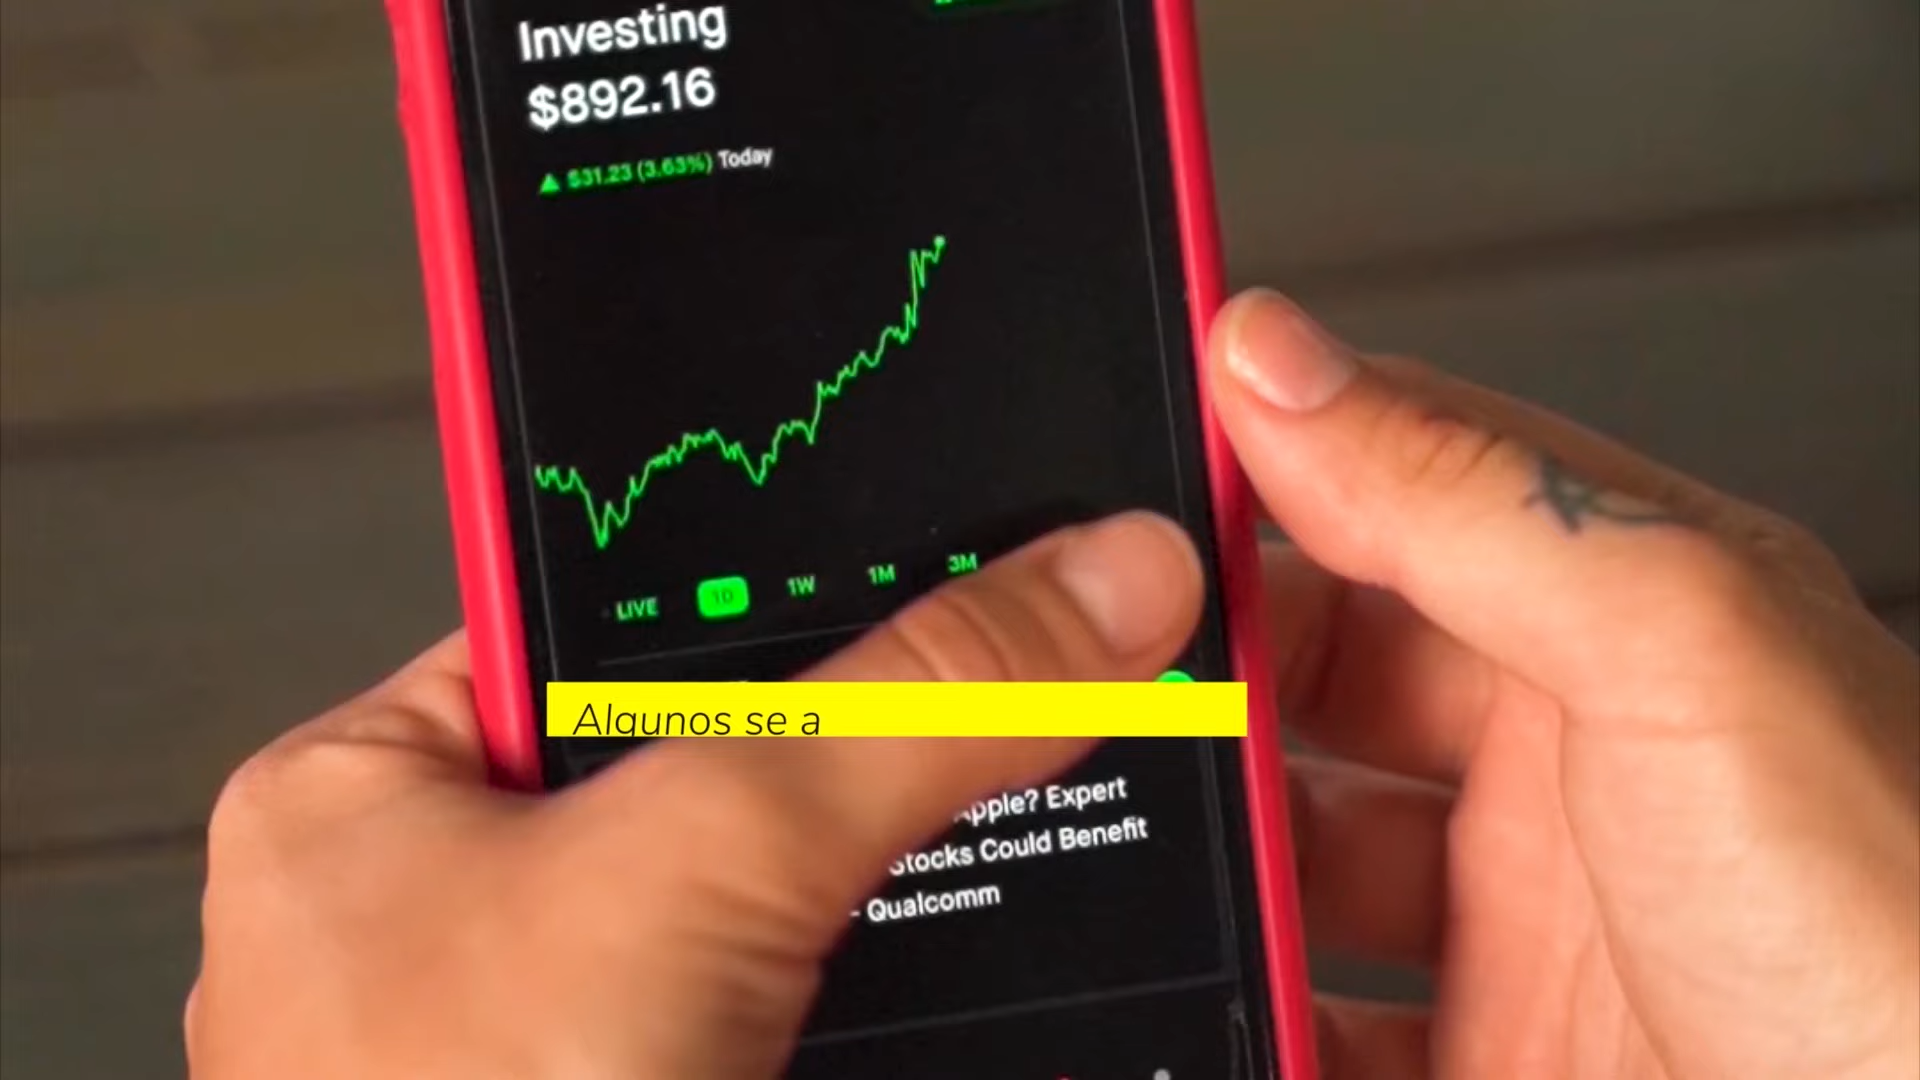 Investing
$892.16
▲ $31.23 (3.63%) Today
LIVE 1D 1W 1M 3M
Algunos se a
Apple? Expert
Stocks Could Benefit
- Qualcomm